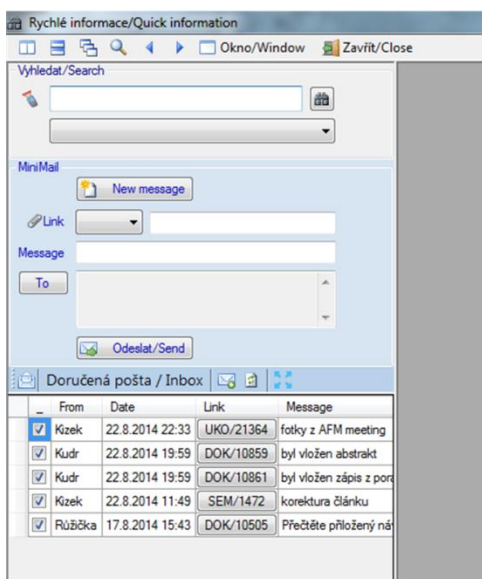 Rychlé informace/Quick information
Okno/Window Zavřít/Close
Vyhledat/Search
MiniMail
New message
Link
Message
To
Odeslat/Send
Doručená pošta / Inbox
_ From Date Link Message
Kizek 22.8.2014 22:33 UKO/21364 fotky z AFM meeting
Kudr 22.8.2014 19:59 DOK/10859 byl vložen abstrakt
Kudr 22.8.2014 19:59 DOK/10861 byl vložen zápis z pora
Kizek 22.8.2014 11:49 SEM/1472 korektura článku
Růžička 17.8.2014 15:43 DOK/10505 Přečtěte přiložený náv